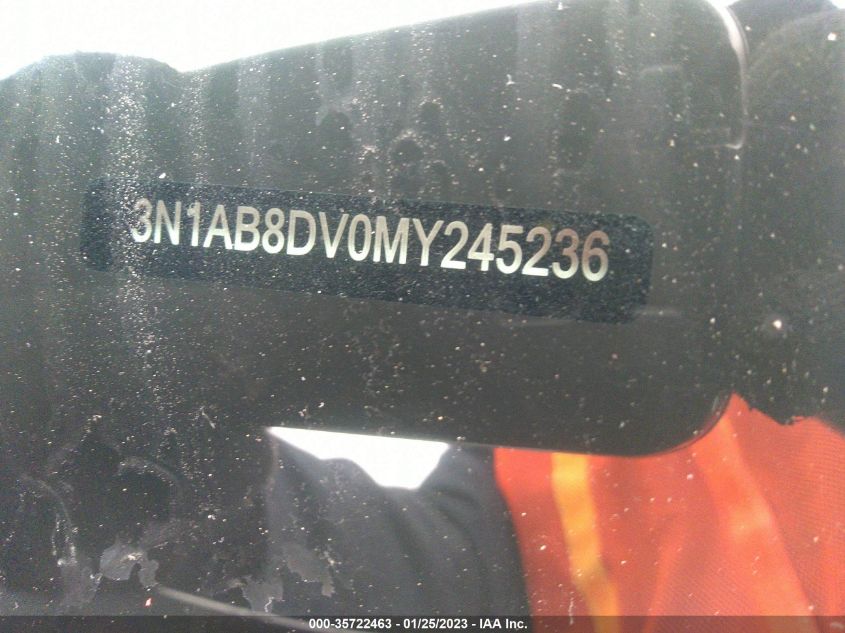 3N1AB8DV0MY245236
000-35722463 - 01/25/2023 - IAA Inc.